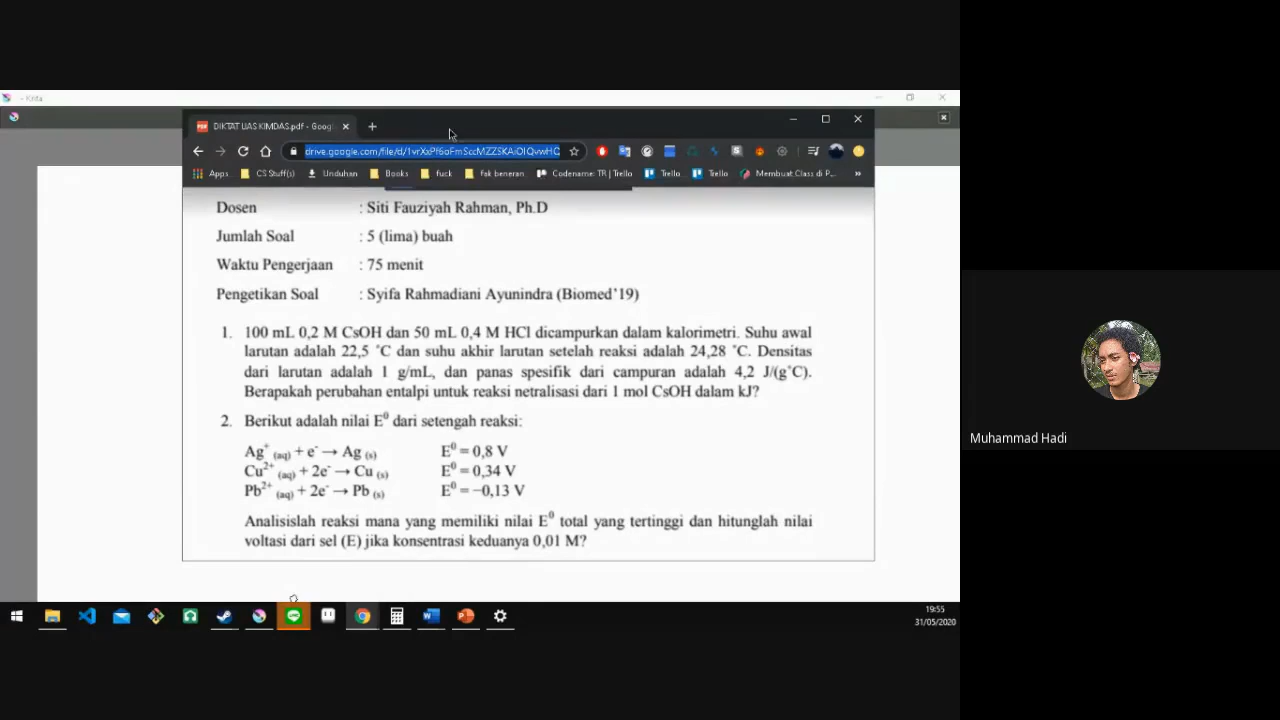 - Krita
DIKTAT UAS KIMDAS.pdf - Googl
Apps CS Stuff(s) Unduhan Books fuck fak beneran Codename: TR | Trello Trello Trello Membuat Class di P... »
Dosen : Siti Fauziyah Rahman, Ph.D
Jumlah Soal : 5 (lima) buah
Waktu Pengerjaan : 75 menit
Pengetikan Soal : Syifa Rahmadiani Ayunindra (Biomed’19)
1. 100 mL 0,2 M CsOH dan 50 mL 0,4 M HCl dicampurkan dalam kalorimetri. Suhu awal
larutan adalah 22,5 ˚C dan suhu akhir larutan setelah reaksi adalah 24,28 ˚C. Densitas
dari larutan adalah 1 g/mL, dan panas spesifik dari campuran adalah 4,2 J/(g˚C).
Berapakah perubahan entalpi untuk reaksi netralisasi dari 1 mol CsOH dalam kJ?
2. Berikut adalah nilai E⁰ dari setengah reaksi:
Ag⁺ (aq) + e⁻ → Ag (s) E⁰ = 0,8 V
Cu²⁺ (aq) + 2e⁻ → Cu (s) E⁰ = 0,34 V
Pb²⁺ (aq) + 2e⁻ → Pb (s) E⁰ = −0,13 V
Analisislah reaksi mana yang memiliki nilai E⁰ total yang tertinggi dan hitunglah nilai
voltasi dari sel (E) jika konsentrasi keduanya 0,01 M?
Muhammad Hadi
19:55
31/05/2020